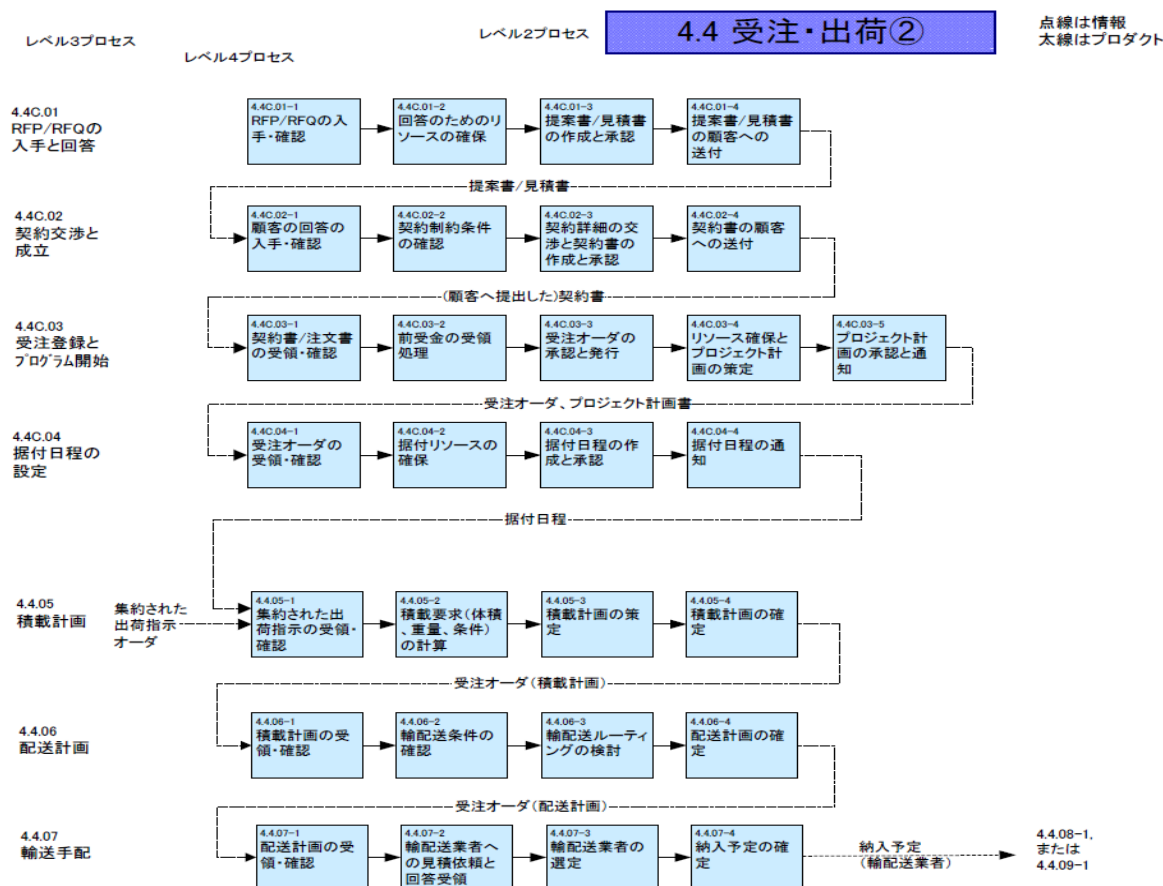 レベル3プロセス
レベル4プロセス
レベル2プロセス
4.4 受注・出荷②
点線は情報
太線はプロダクト
4.4C.01
RFP/RFQの
入手と回答
4.4C.01-1
RFP/RFQの入
手・確認
4.4C.01-2
回答のためのリ
ソースの確保
4.4C.01-3
提案書/見積書
の作成と承認
4.4C.01-4
提案書/見積書
の顧客への
送付
提案書/見積書
4.4C.02
契約交渉と
成立
4.4C.02-1
顧客の回答の
入手・確認
4.4C.02-2
契約制約条件
の確認
4.4C.02-3
契約詳細の交
渉と契約書の
作成と承認
4.4C.02-4
契約書の顧客
への送付
(顧客へ提出した)契約書
4.4C.03
受注登録と
プログラム開始
4.4C.03-1
契約書/注文書
の受領・確認
4.4C.03-2
前受金の受領
処理
4.4C.03-3
受注オーダの
承認と発行
4.4C.03-4
リソース確保と
プロジェクト計
画の策定
4.4C.03-5
プロジェクト計
画の承認と通
知
受注オーダ、プロジェクト計画書
4.4C.04
据付日程の
設定
4.4C.04-1
受注オーダの
受領・確認
4.4C.04-2
据付リソースの
確保
4.4C.04-3
据付日程の作
成と承認
4.4C.04-4
据付日程の通
知
据付日程
4.4.05
積載計画
集約された
出荷指示
オーダ
4.4.05-1
集約された出
荷指示の受領・
確認
4.4.05-2
積載要求(体積
、重量、条件)
の計算
4.4.05-3
積載計画の策
定
4.4.05-4
積載計画の確
定
受注オーダ(積載計画)
4.4.06
配送計画
4.4.06-1
積載計画の受
領・確認
4.4.06-2
輸配送条件の
確認
4.4.06-3
輸配送ルーティ
ングの検討
4.4.06-4
配送計画の確
定
受注オーダ(配送計画)
4.4.07
輸送手配
4.4.07-1
配送計画の受
領・確認
4.4.07-2
輸配送業者へ
の見積依頼と
回答受領
4.4.07-3
輸配送業者の
選定
4.4.07-4
納入予定の確
定
納入予定
(輸配送業者)
4.4.08-1,
または
4.4.09-1